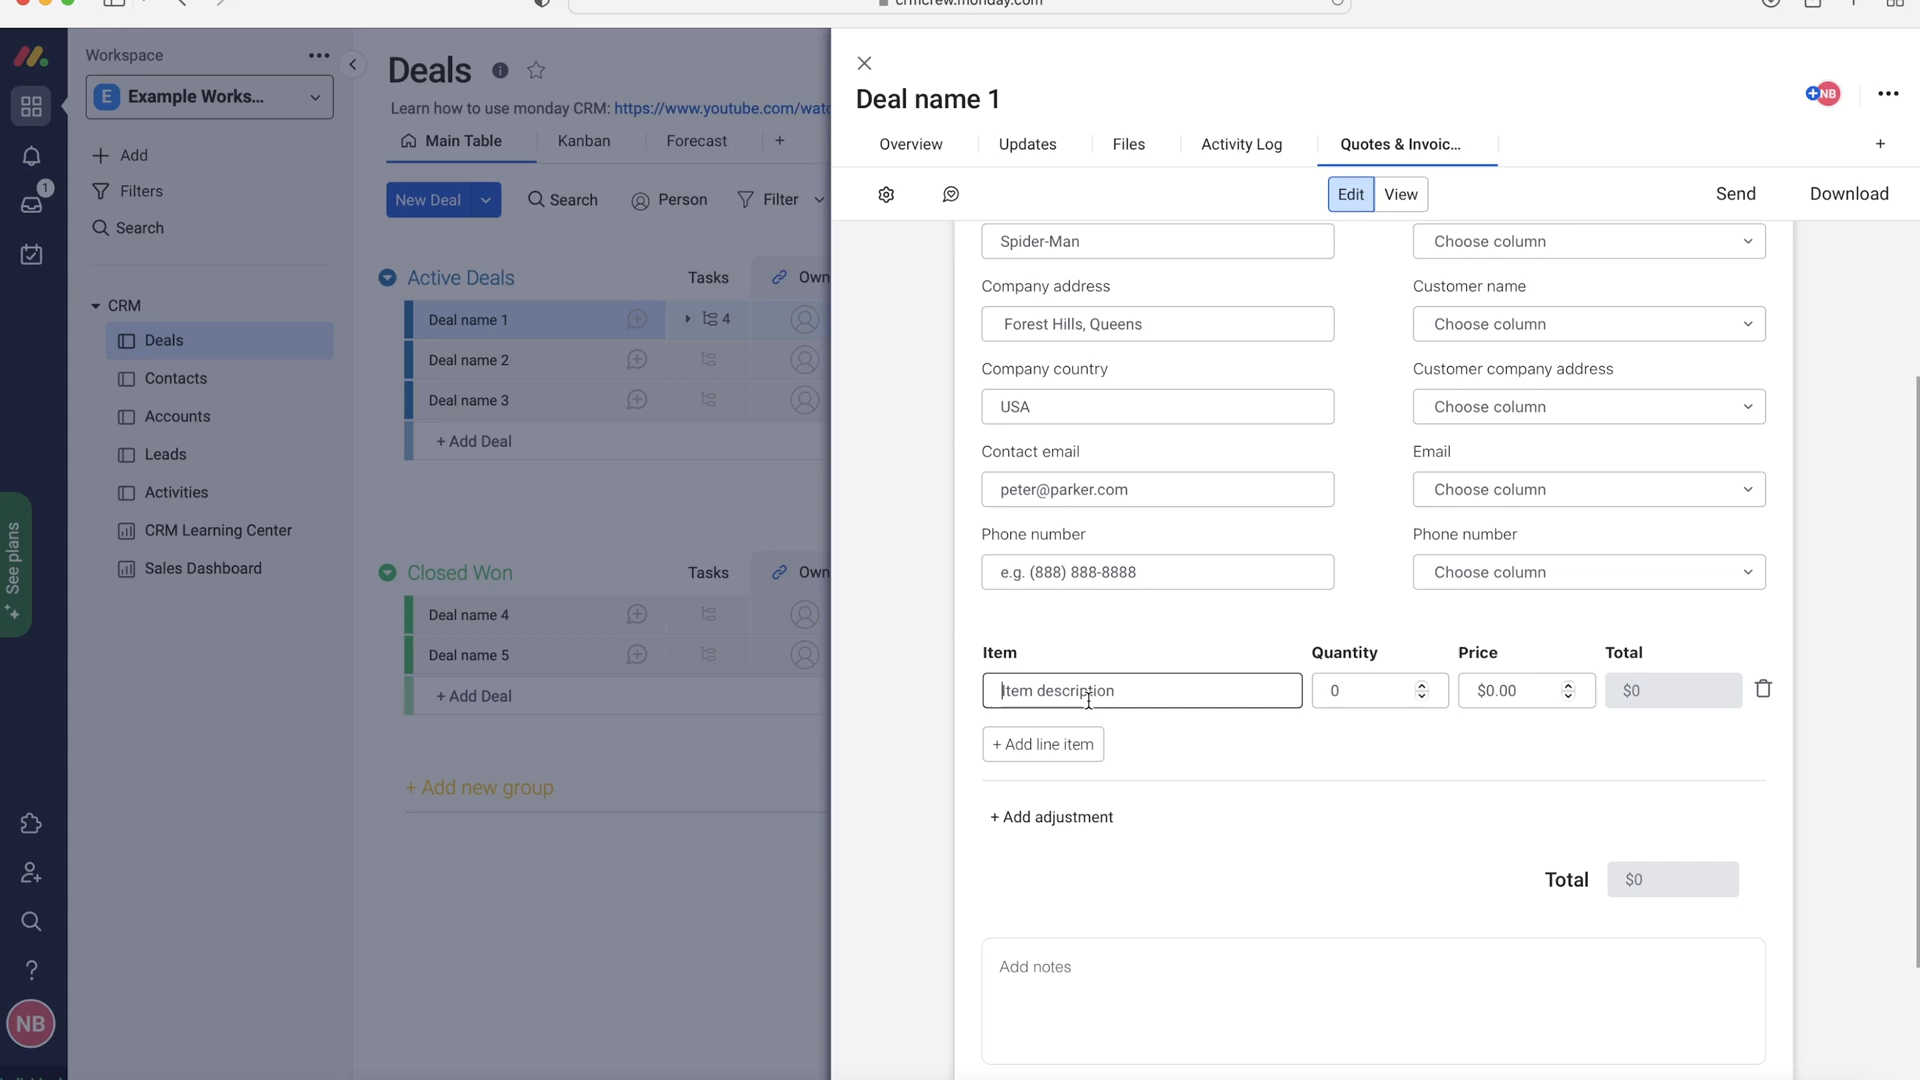 crmcrew.monday.com
Workspace
E Example Works...
Add
Filters
Search
CRM
Deals
Contacts
Accounts
Leads
Activities
CRM Learning Center
Sales Dashboard
1
See plans
?
NB
Deals
Learn how to use monday CRM: https://www.youtube.com/watc
Main Table
Kanban
Forecast
+
New Deal
Search
Person
Filter
Active Deals
Tasks
Own
Deal name 1
4
Deal name 2
Deal name 3
+ Add Deal
Closed Won
Tasks
Own
Deal name 4
Deal name 5
+ Add Deal
+ Add new group
Deal name 1
NB
Overview
Updates
Files
Activity Log
Quotes & Invoic...
+
Edit
View
Send
Download
Spider-Man
Choose column
Company address
Customer name
Forest Hills, Queens
Choose column
Company country
Customer company address
USA
Choose column
Contact email
Email
peter@parker.com
Choose column
Phone number
Phone number
e.g. (888) 888-8888
Choose column
Item
Quantity
Price
Total
Item description
0
$0.00
$0
+ Add line item
+ Add adjustment
Total
$0
Add notes